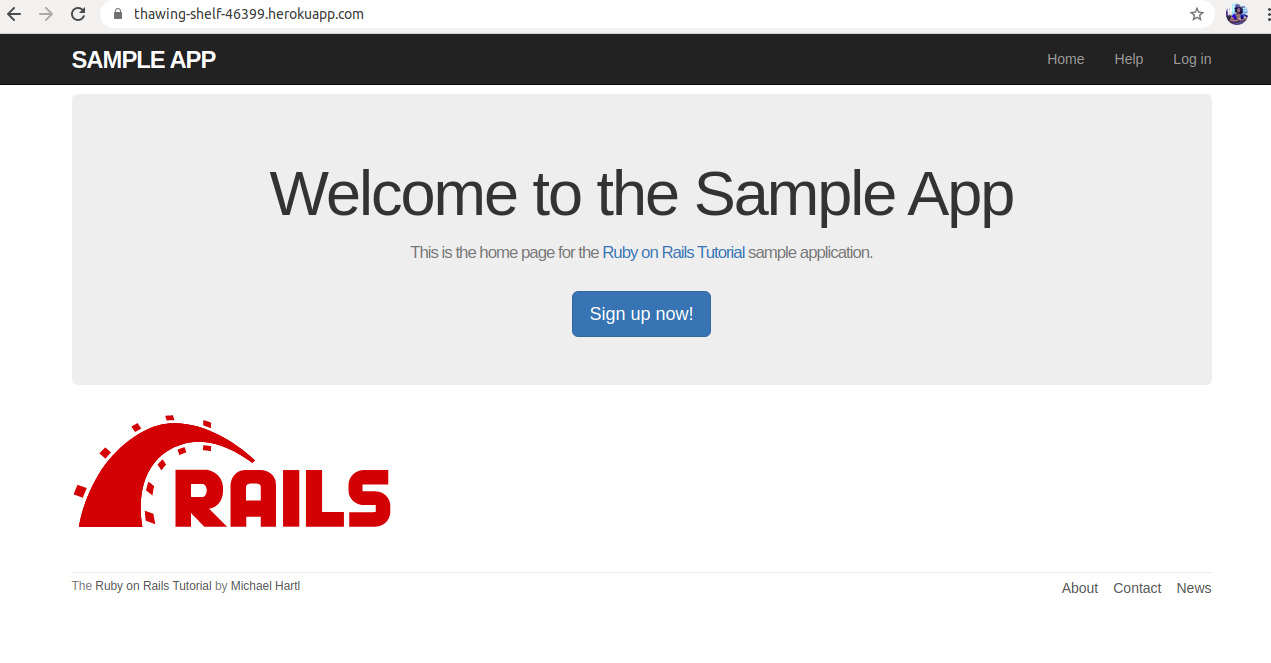 thawing-shelf-46399.herokuapp.com
SAMPLE APP Home Help Log in
Welcome to the Sample App
This is the home page for the Ruby on Rails Tutorial sample application.
Sign up now!
RAILS
The Ruby on Rails Tutorial by Michael Hartl About Contact News